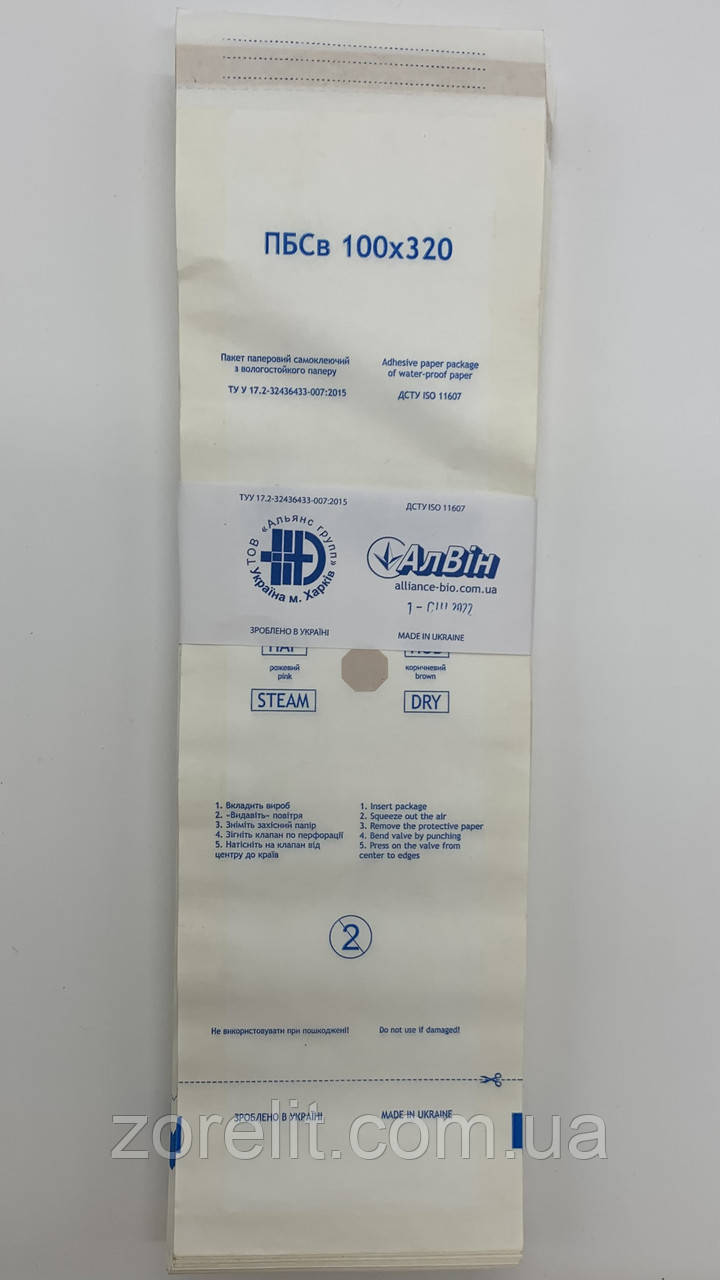 ПБСв 100х320
Пакет паперовий самоклеючий
з вологостойкого паперу
ТУ У 17.2-32436433-007:2015
Adhesive paper package
of water-proof paper
ДСТУ ISO 11607
ТУУ 17.2-32436433-007:2015
ДСТУ ISO 11607
ТОВ «Альянс групп»
Україна м. Харків
АлВін
alliance-bio.com.ua
2022
ЗРОБЛЕНО В УКРАЇНІ
MADE IN UKRAINE
рожевий
pink
коричневий
brown
STEAM
DRY
1. Вкладить вироб
2. «Видавіть» повітря
3. Зніміть захісний папір
4. Зігніть клапан по перфорації
5. Натісніть на клапан від
центру до країв
1. Insert package
2. Squeeze out the air
3. Remove the protective paper
4. Bend valve by punching
5. Press on the valve from
center to edges
2
Не використовувати при пошкоджені!
Do not use if damaged!
ЗРОБЛЕНО В УКРАЇНІ
MADE IN UKRAINE
zorelit.com.ua